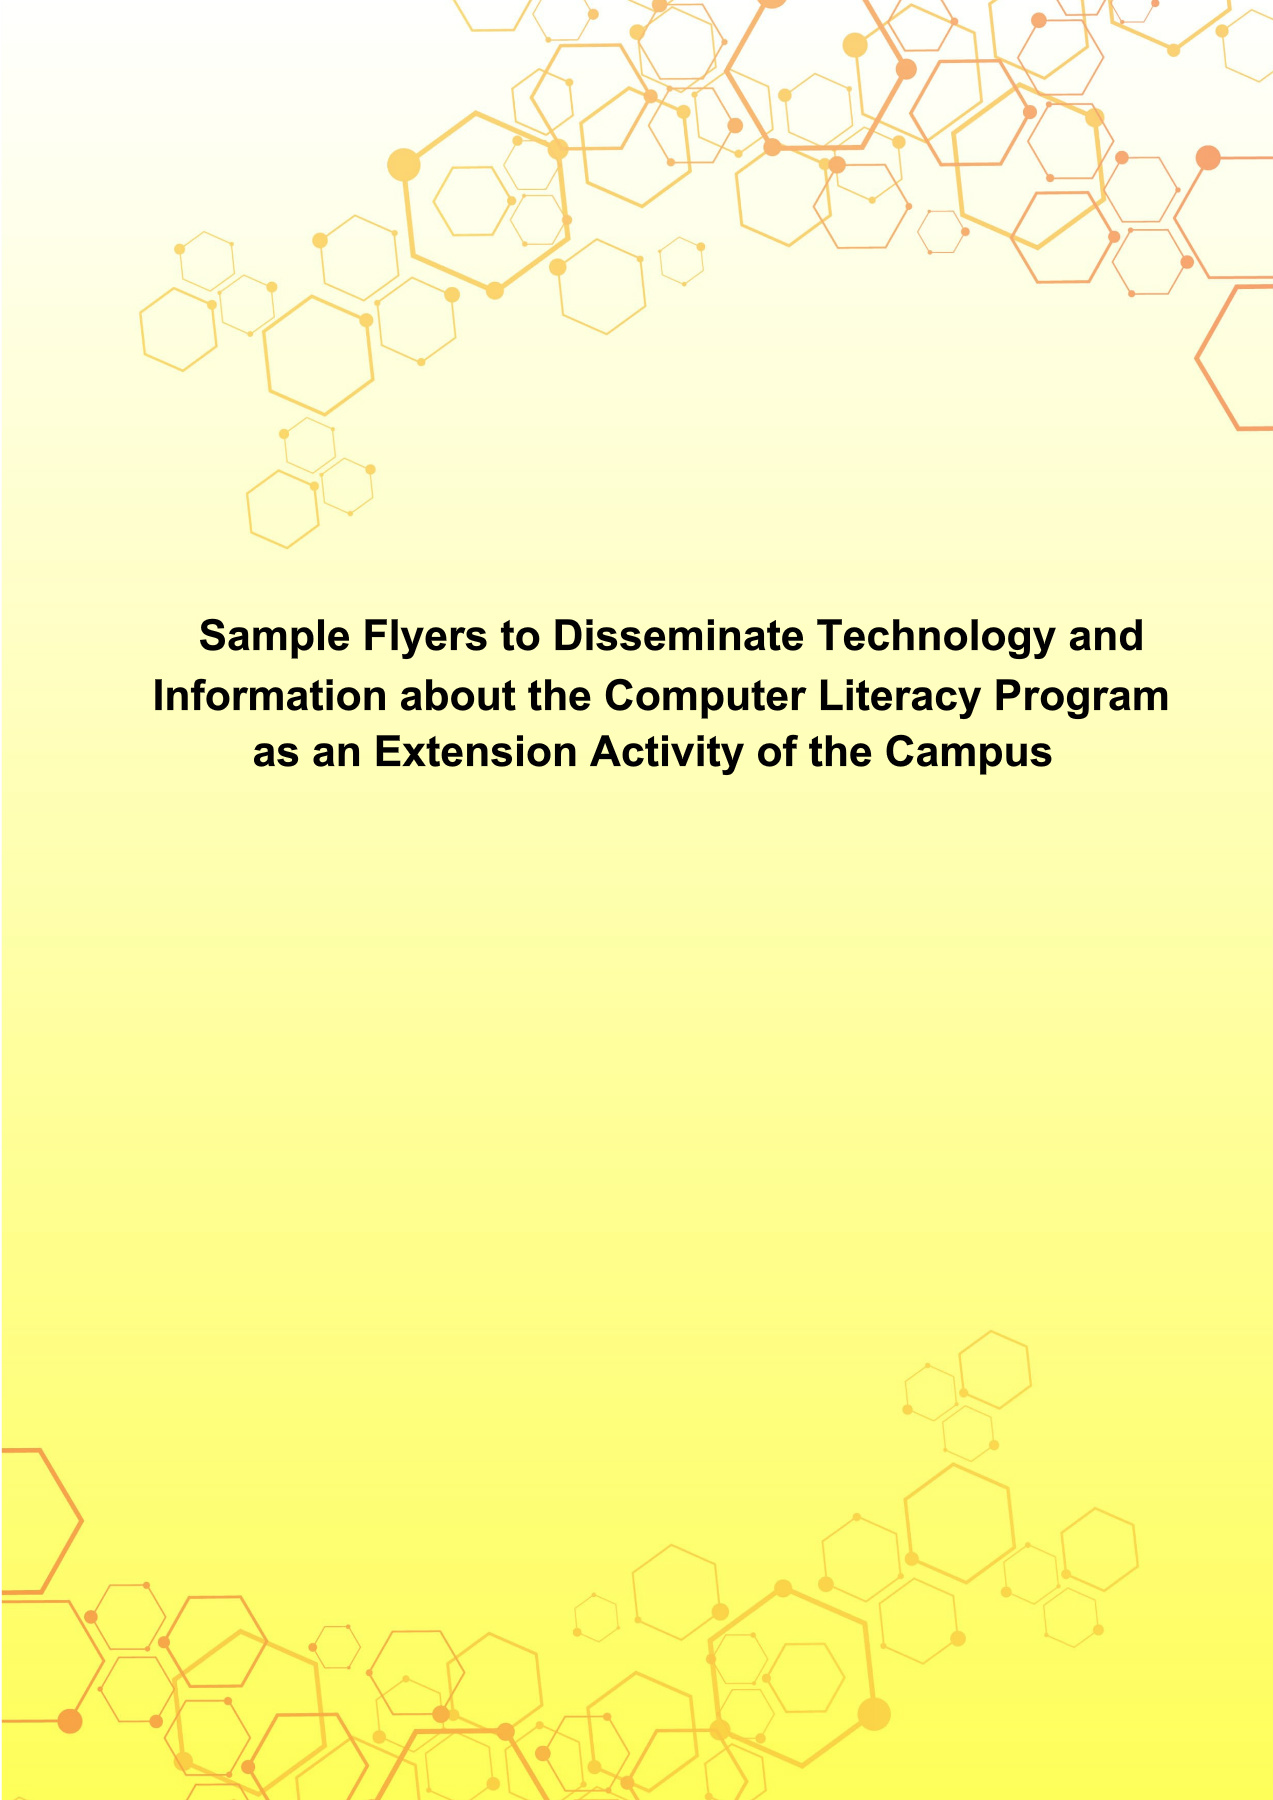 Sample Flyers to Disseminate Technology and
Information about the Computer Literacy Program
as an Extension Activity of the Campus